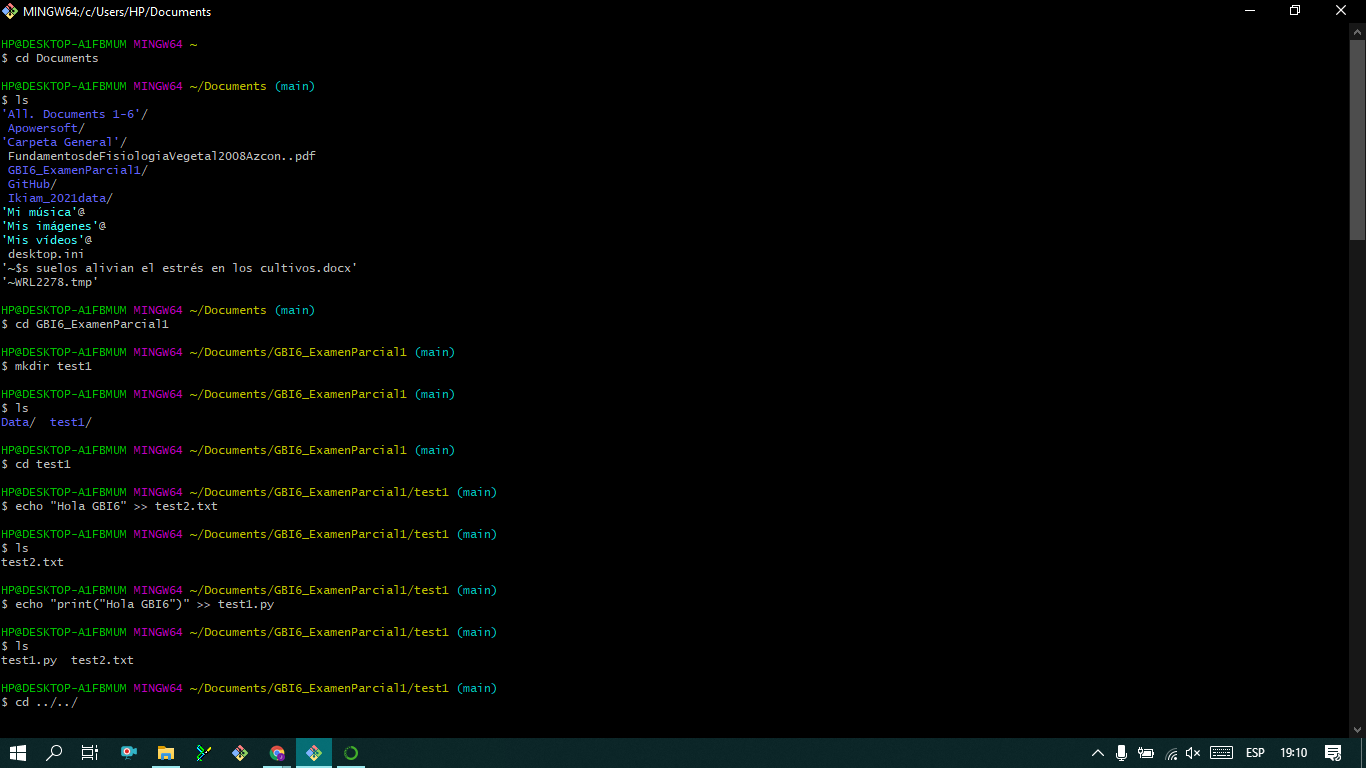 MINGW64:/c/Users/HP/Documents
HP@DESKTOP-A1FBMUM MINGW64 ~
$ cd Documents
HP@DESKTOP-A1FBMUM MINGW64 ~/Documents (main)
$ ls
'All. Documents 1-6'/
Apowersoft/
'Carpeta General'/
FundamentosdeFisiologiaVegetal2008Azcon..pdf
GBI6_ExamenParcial1/
GitHub/
Ikiam_2021data/
'Mi música'@
'Mis imágenes'@
'Mis vídeos'@
desktop.ini
'~$s suelos alivian el estrés en los cultivos.docx'
'~WRL2278.tmp'
HP@DESKTOP-A1FBMUM MINGW64 ~/Documents (main)
$ cd GBI6_ExamenParcial1
HP@DESKTOP-A1FBMUM MINGW64 ~/Documents/GBI6_ExamenParcial1 (main)
$ mkdir test1
HP@DESKTOP-A1FBMUM MINGW64 ~/Documents/GBI6_ExamenParcial1 (main)
$ ls
Data/  test1/
HP@DESKTOP-A1FBMUM MINGW64 ~/Documents/GBI6_ExamenParcial1 (main)
$ cd test1
HP@DESKTOP-A1FBMUM MINGW64 ~/Documents/GBI6_ExamenParcial1/test1 (main)
$ echo "Hola GBI6" >> test2.txt
HP@DESKTOP-A1FBMUM MINGW64 ~/Documents/GBI6_ExamenParcial1/test1 (main)
$ ls
test2.txt
HP@DESKTOP-A1FBMUM MINGW64 ~/Documents/GBI6_ExamenParcial1/test1 (main)
$ echo "print("Hola GBI6")" >> test1.py
HP@DESKTOP-A1FBMUM MINGW64 ~/Documents/GBI6_ExamenParcial1/test1 (main)
$ ls
test1.py  test2.txt
HP@DESKTOP-A1FBMUM MINGW64 ~/Documents/GBI6_ExamenParcial1/test1 (main)
$ cd ../../
ESP 19:10